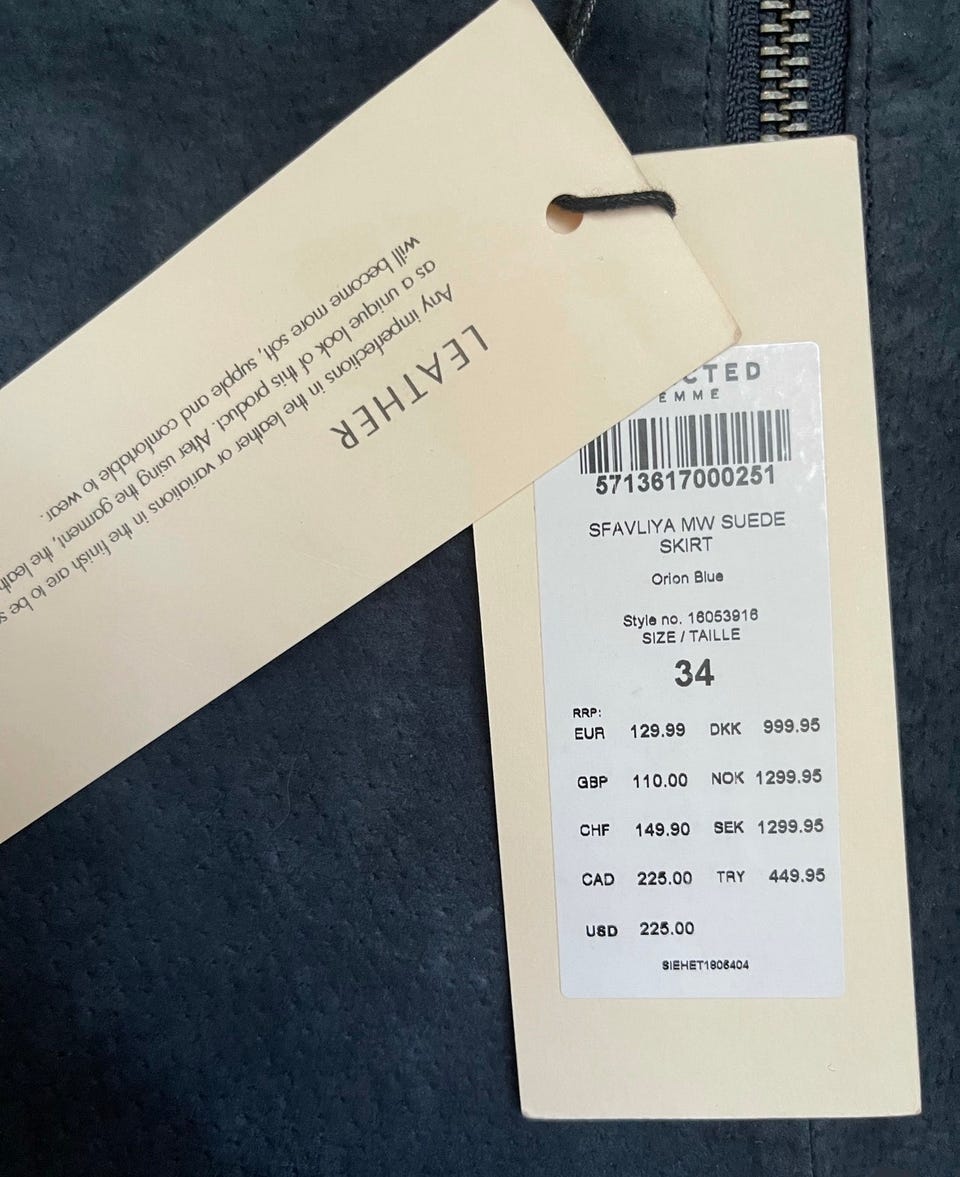 LEATHER
Any imperfections in the leather or variations in the finish are to be s
as a unique look of this product. After using the garment, the leath
will become more soft, supple and comfortable to wear.
CTED
EMME
5713617000251
SFAVLIYA MW SUEDE
SKIRT
Orion Blue
Style no. 16053916
SIZE / TAILLE
34
RRP:
EUR 129.99 DKK 999.95
GBP 110.00 NOK 1299.95
CHF 149.90 SEK 1299.95
CAD 225.00 TRY 449.95
USD 225.00
SIEHET1806404